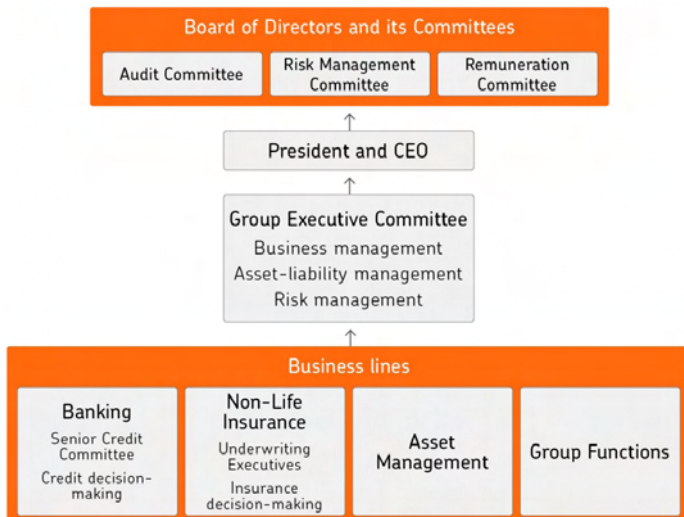 Board of Directors and its Committees
Audit Committee
Risk Management
Committee
Remuneration
Committee
President and CEO
Group Executive Committee
Business management
Asset-liability management
Risk management
Business lines
Banking
Senior Credit
Committee
Credit decision-
making
Non-Life
Insurance
Underwriting
Executives
Insurance
decision-making
Asset
Management
Group Functions